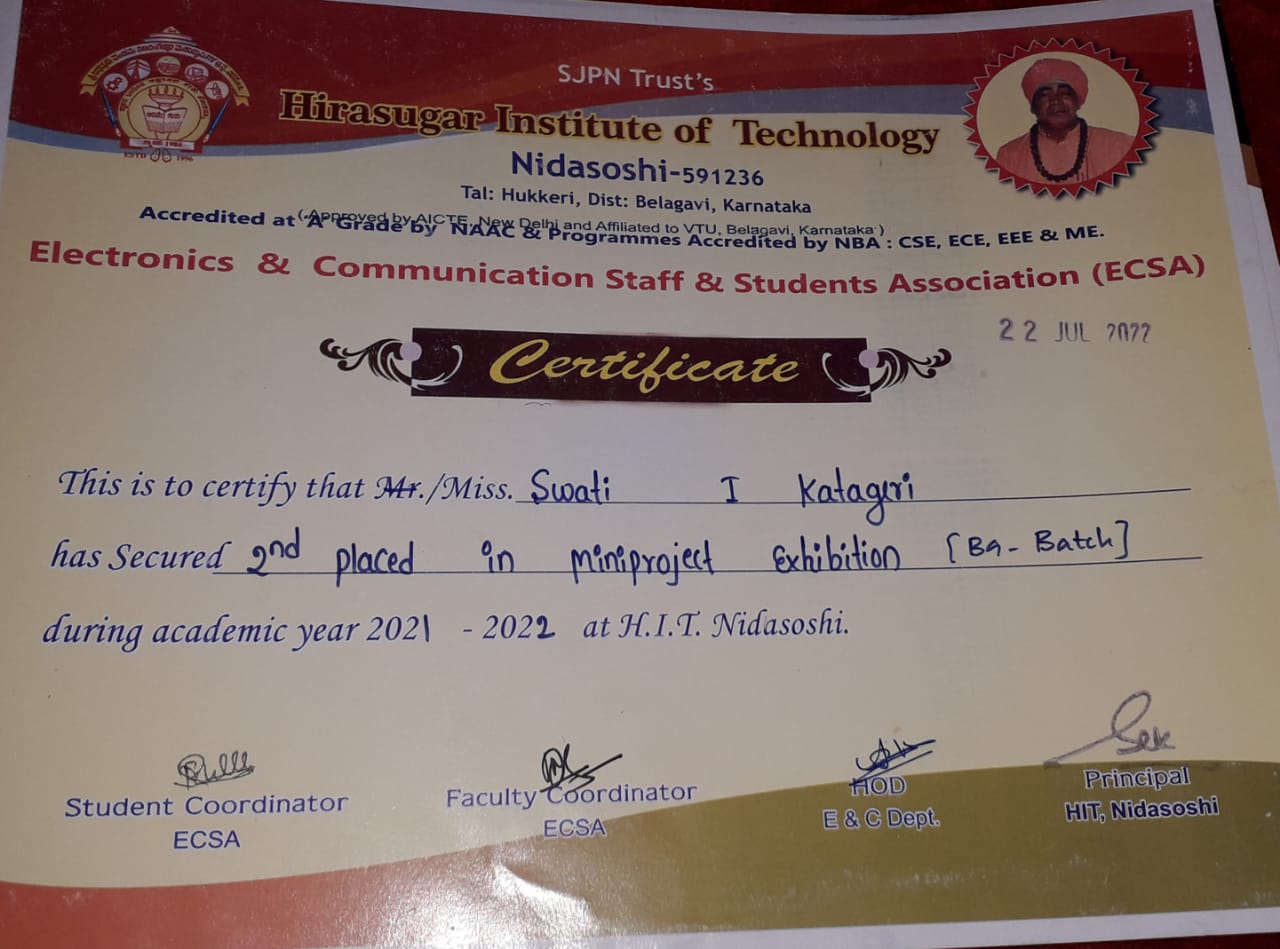 SJPN Trust's
Hirasugar Institute of Technology
Nidasoshi-591236
Tal: Hukkeri, Dist: Belagavi, Karnataka
(Approved by AICTE, New Delhi and Affiliated to VTU, Belagavi, Karnataka )
Accredited at 'A' Grade by NAAC & Programmes Accredited by NBA : CSE, ECE, EEE & ME.
Electronics & Communication Staff & Students Association (ECSA)
22 JUL 2022
Certificate
This is to certify that Mr./Miss. Swati I Katageri
has Secured 2nd placed in miniproject Exhibition [B9- Batch]
during academic year 2021 - 2022 at H.I.T. Nidasoshi.
Student Coordinator
ECSA
Faculty Coordinator
ECSA
HOD
E & C Dept.
Principal
HIT, Nidasoshi
ESTD 1996